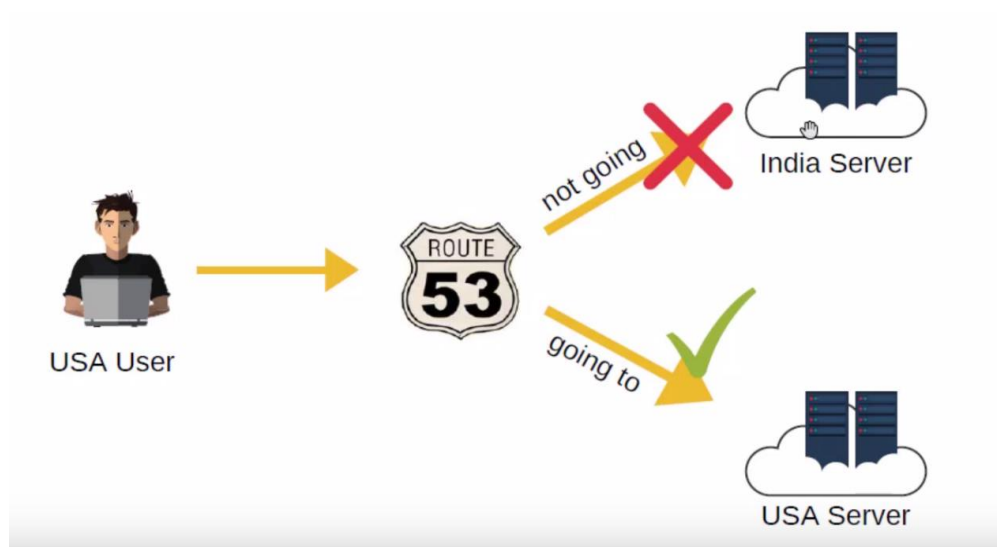 not going
India Server
ROUTE
53
USA User
going to
USA Server